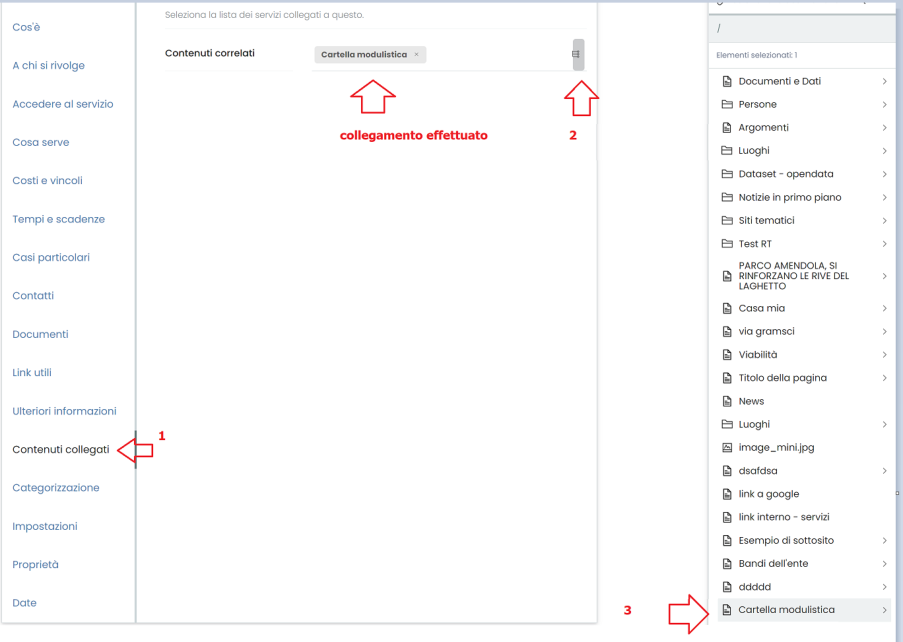 Cos'è
A chi si rivolge
Accedere al servizio
Cosa serve
Costi e vincoli
Tempi e scadenze
Casi particolari
Contatti
Documenti
Link utili
Ulteriori informazioni
Contenuti collegati
Categorizzazione
Impostazioni
Proprietà
Date
1
Seleziona la lista dei servizi collegati a questo.
Contenuti correlati
Cartella modulistica ×
collegamento effettuato
2
3
/
Elementi selezionati: 1
Documenti e Dati
Persone
Argomenti
Luoghi
Dataset - opendata
Notizie in primo piano
Siti tematici
Test RT
PARCO AMENDOLA, SI
RINFORZANO LE RIVE DEL
LAGHETTO
Casa mia
via gramsci
Viabilità
Titolo della pagina
News
Luoghi
image_mini.jpg
dsafdsa
link a google
link interno - servizi
Esempio di sottosito
Bandi dell'ente
ddddd
Cartella modulistica